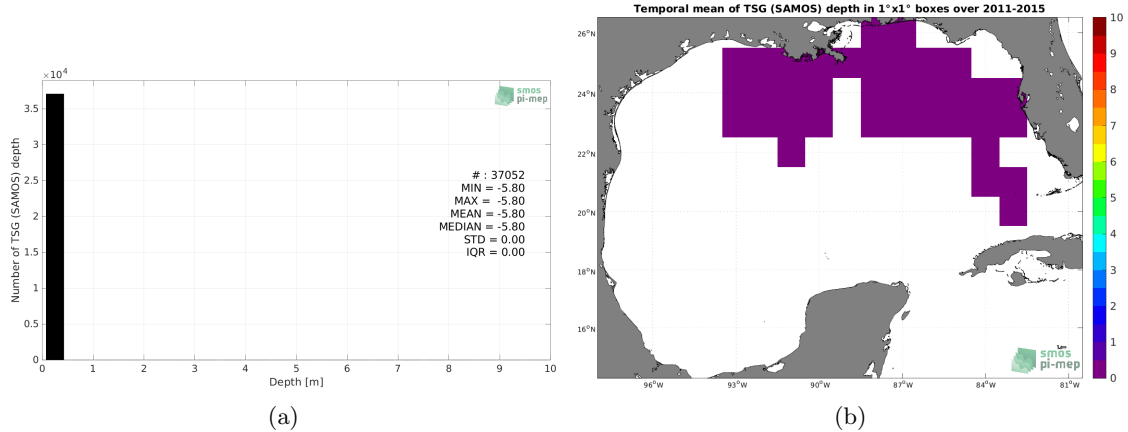 Temporal mean of TSG (SAMOS) depth in 1°x1° boxes over 2011-2015
×10⁴
3.5
3
2.5
2
1.5
1
0.5
0
Number of TSG (SAMOS) depth
smos
pi-mep
# : 37052
MIN = -5.80
MAX = -5.80
MEAN = -5.80
MEDIAN = -5.80
STD = 0.00
IQR = 0.00
0 1 2 3 4 5 6 7 8 9 10
Depth [m]
(a)
26°N
24°N
22°N
20°N
18°N
16°N
96°W 93°W 90°W 87°W 84°W 81°W
smos
pi-mep
10
9
8
7
6
5
4
3
2
1
0
(b)